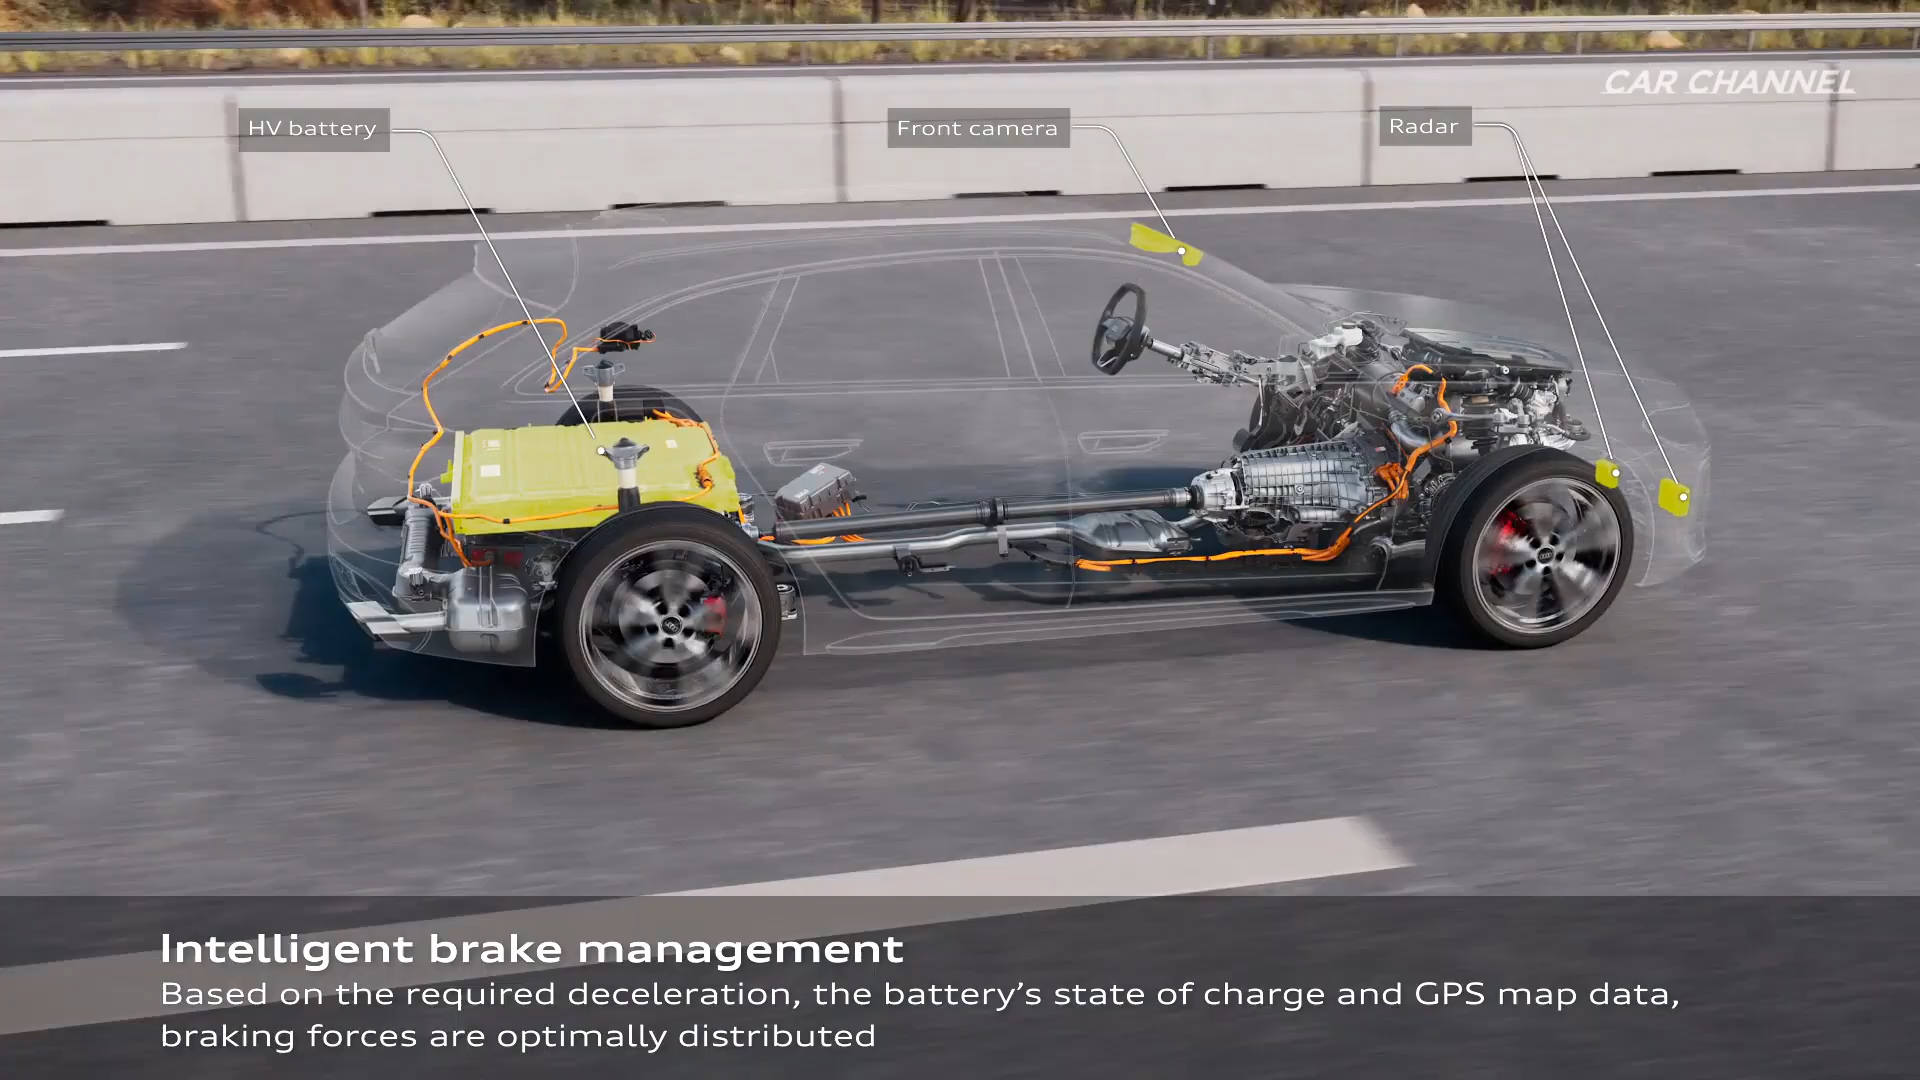 CAR CHANNEL
HV battery
Front camera
Radar
Intelligent brake management
Based on the required deceleration, the battery’s state of charge and GPS map data,
braking forces are optimally distributed